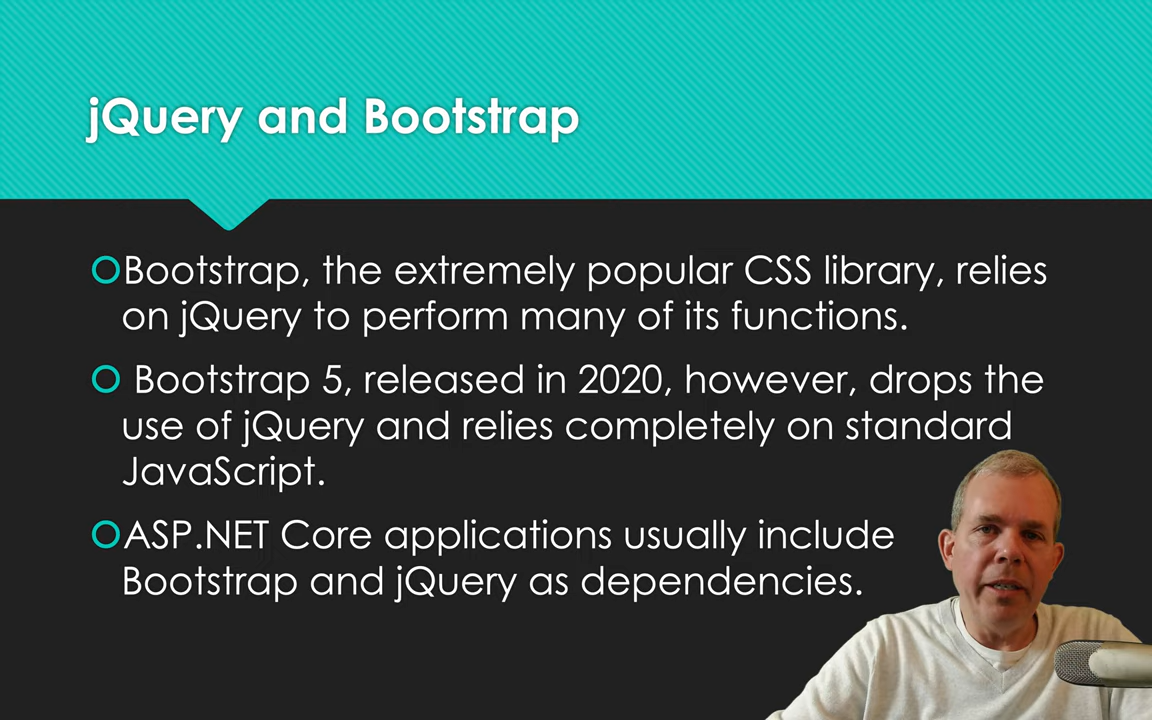 jQuery and Bootstrap
Bootstrap, the extremely popular CSS library, relies
on jQuery to perform many of its functions.
Bootstrap 5, released in 2020, however, drops the
use of jQuery and relies completely on standard
JavaScript.
ASP.NET Core applications usually include
Bootstrap and jQuery as dependencies.